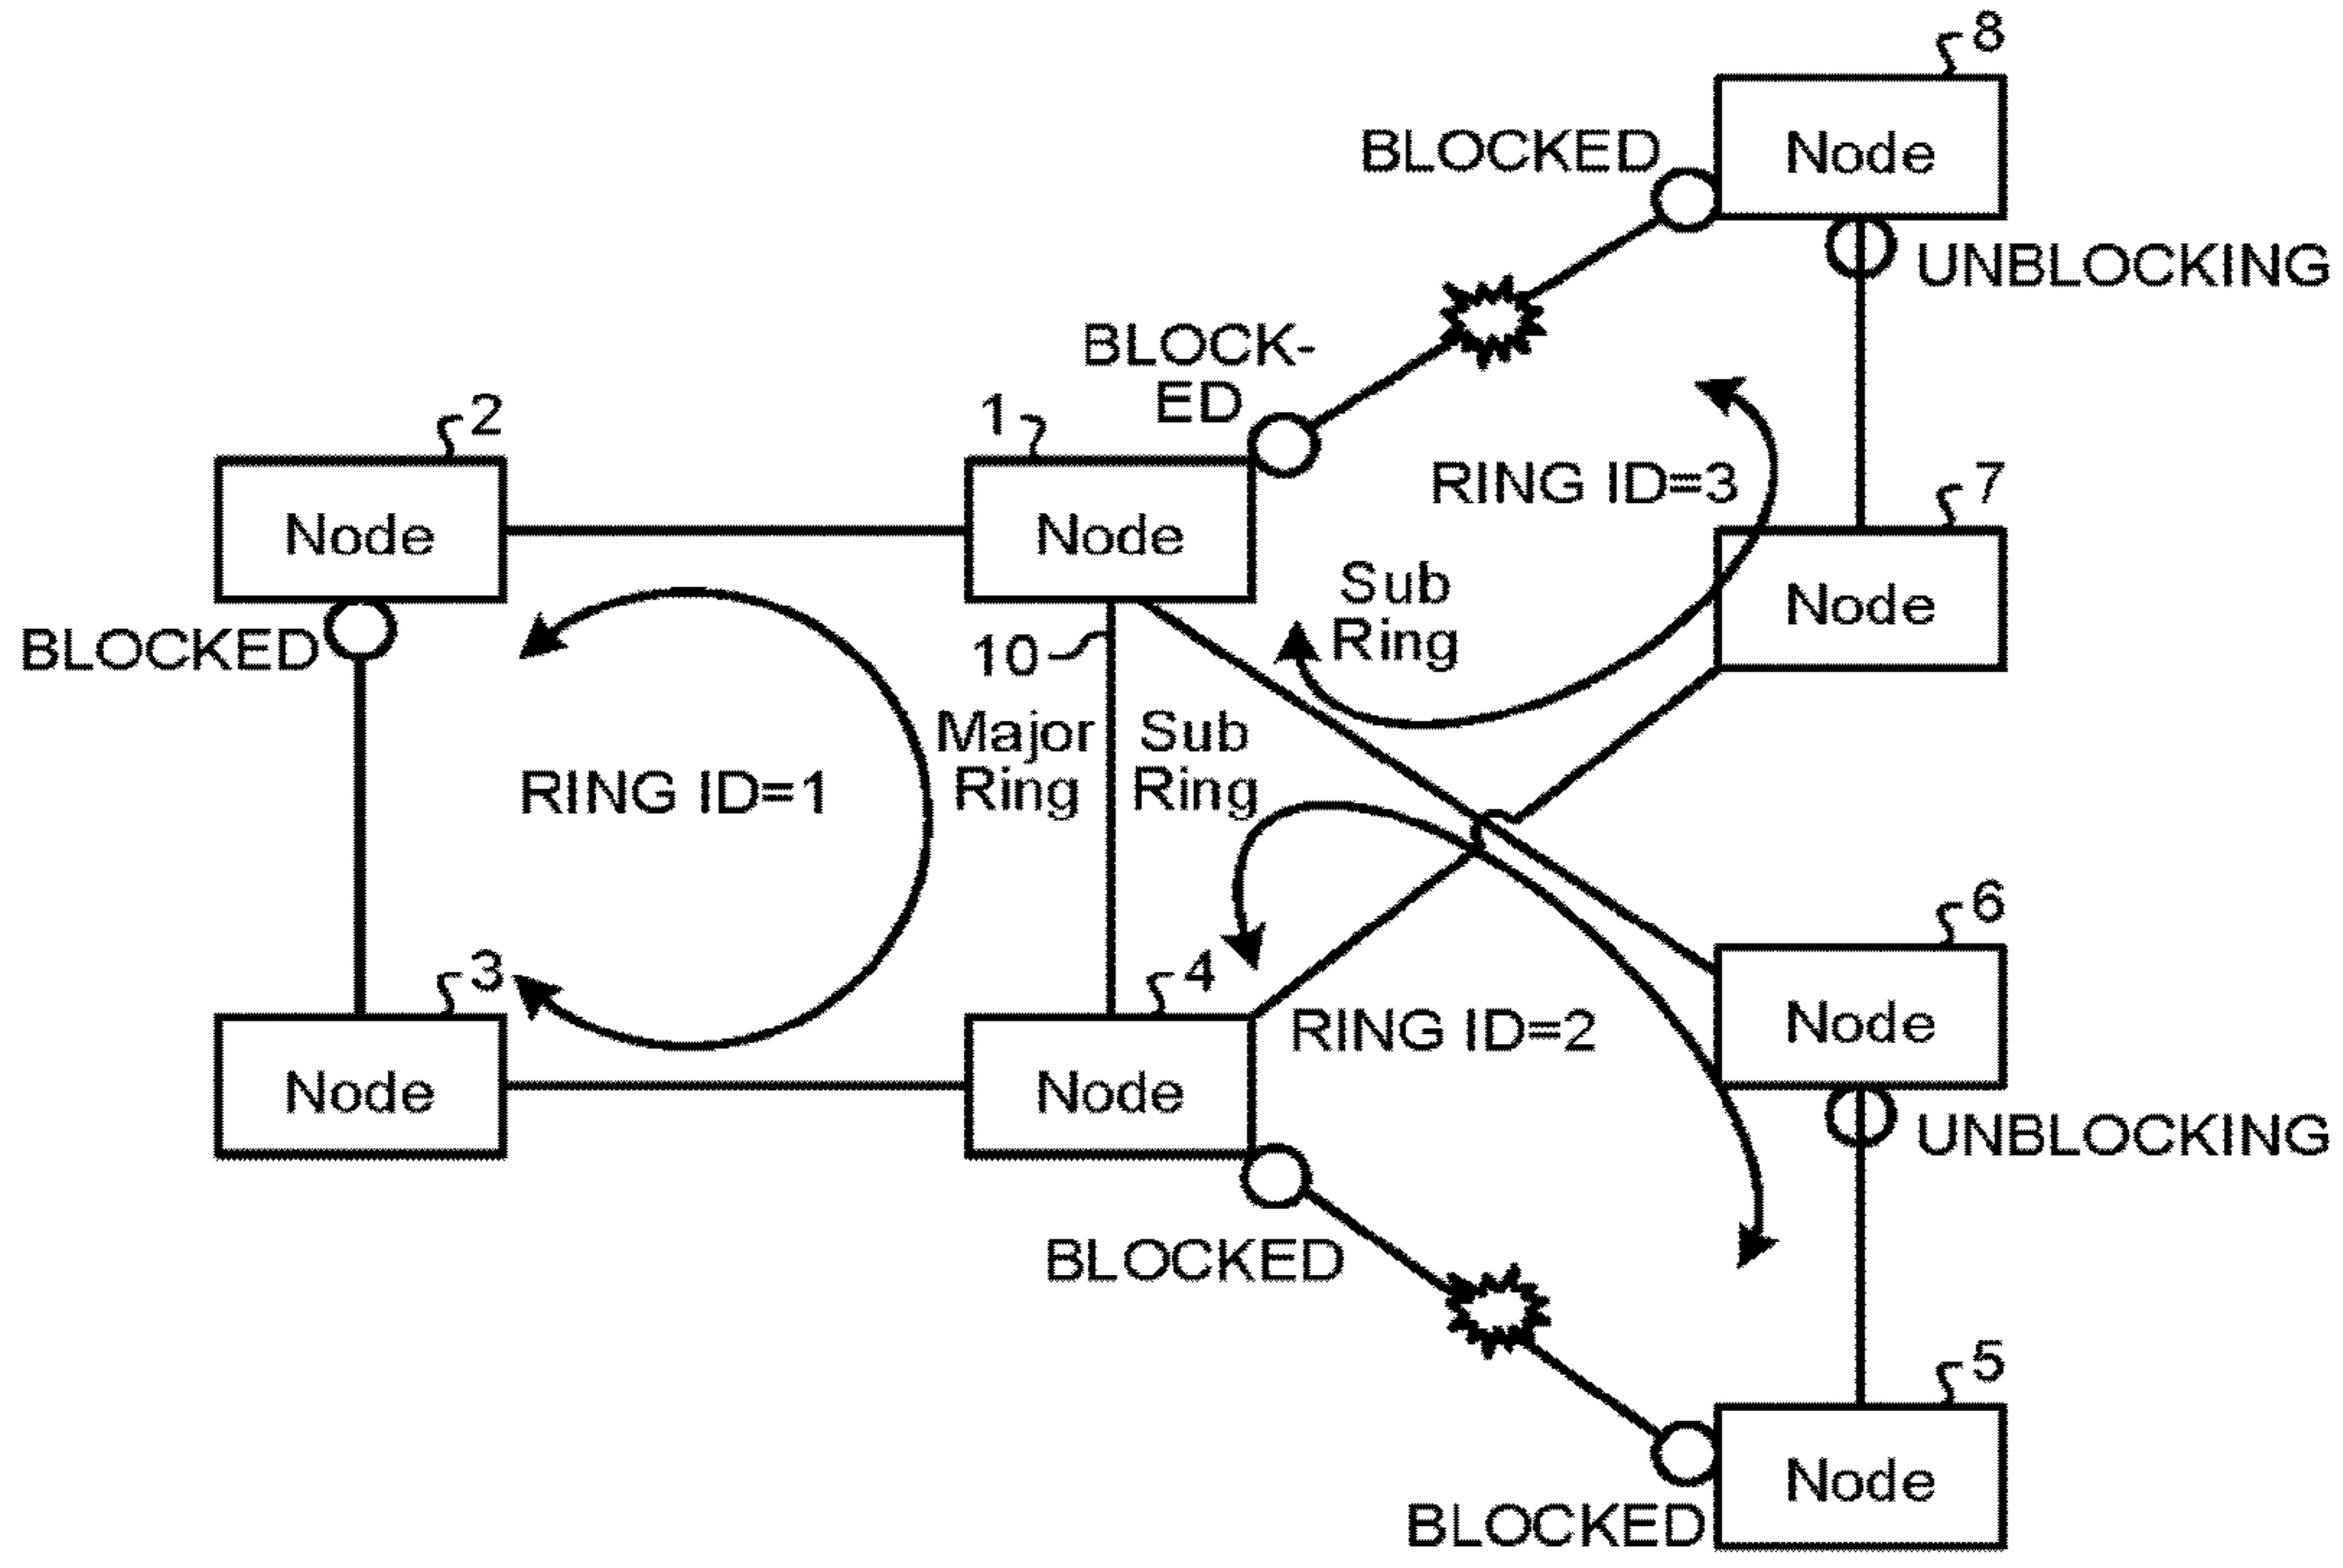 8
BLOCKED
Node
UNBLOCKING
BLOCK-
ED
2
1
RING ID=3
7
Node
Node
Sub
Ring
Node
BLOCKED
10
Major
Ring
Sub
Ring
RING ID=1
6
3
4
RING ID=2
Node
Node
Node
UNBLOCKING
BLOCKED
5
Node
BLOCKED